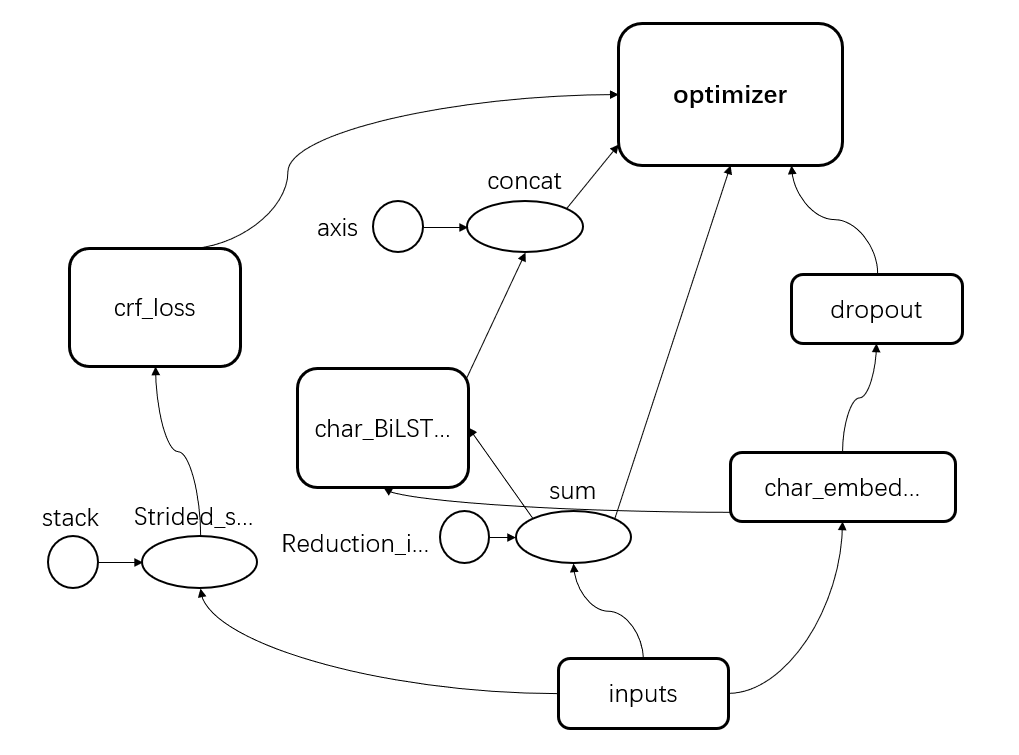 optimizer
concat
axis
crf_loss
dropout
char_BiLST...
char_embed...
sum
stack
Strided_s...
Reduction_i...
inputs